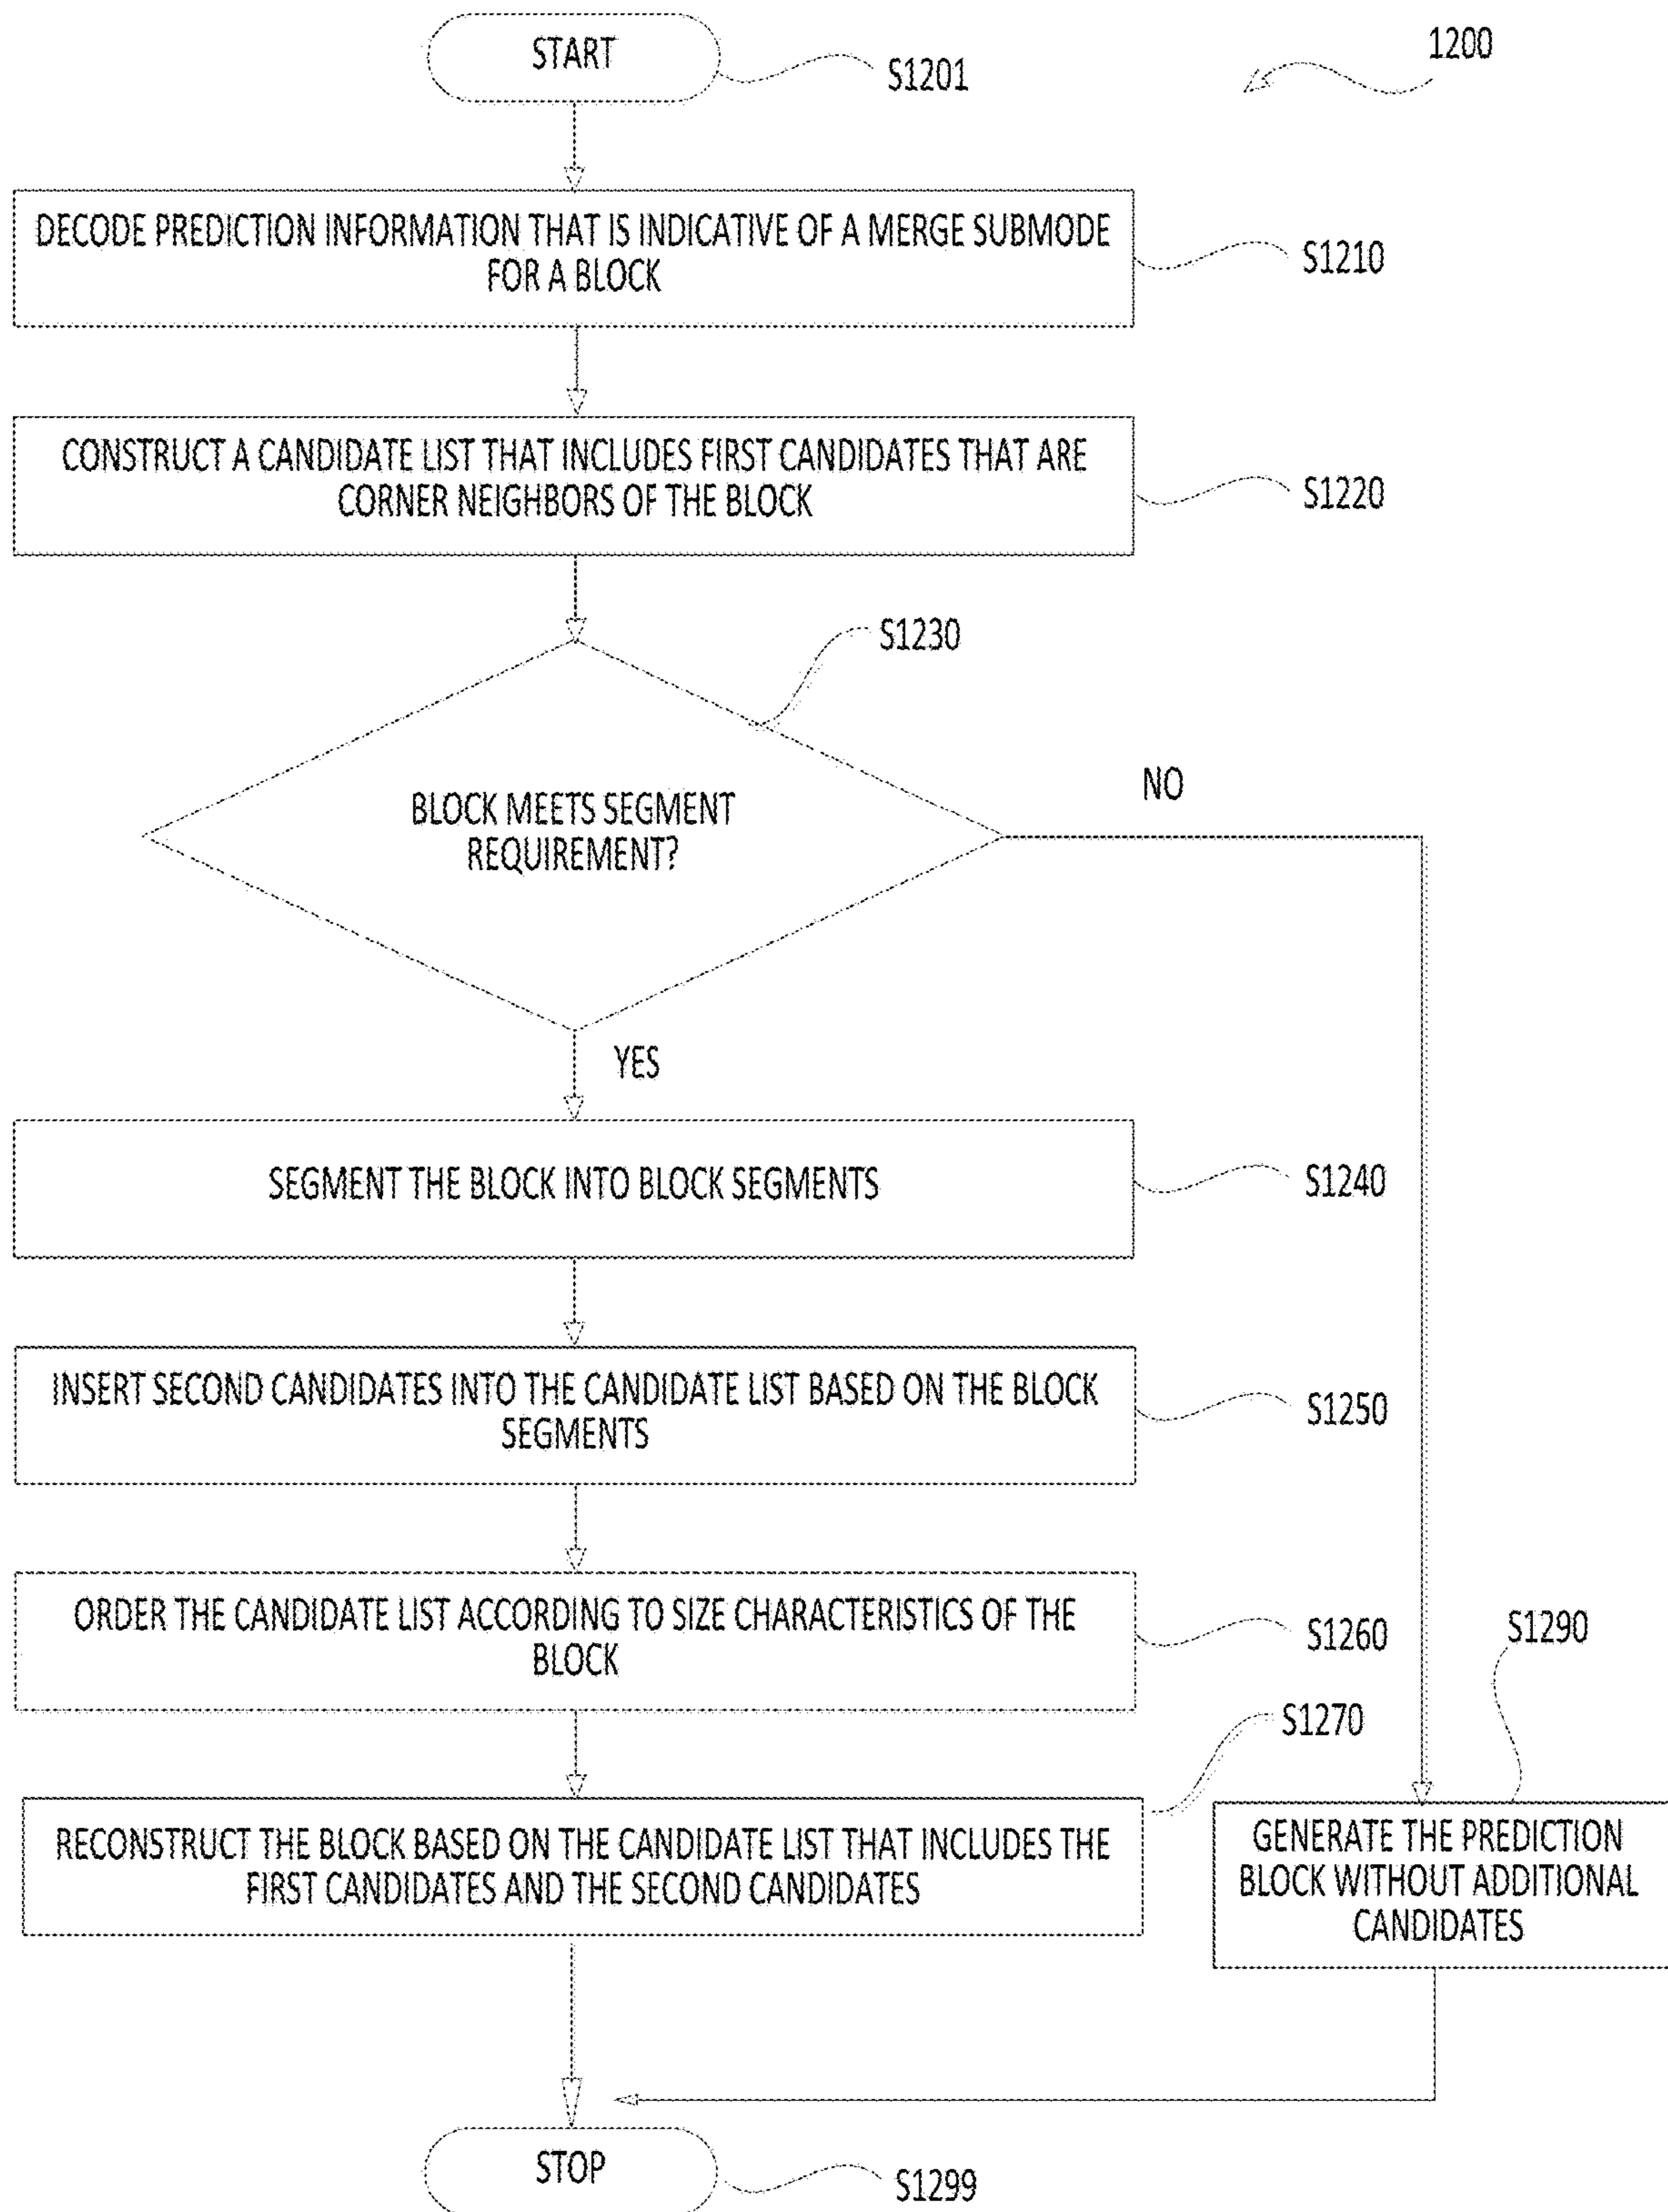 START
S1201
1200
DECODE PREDICTION INFORMATION THAT IS INDICATIVE OF A MERGE SUBMODE
FOR A BLOCK
S1210
CONSTRUCT A CANDIDATE LIST THAT INCLUDES FIRST CANDIDATES THAT ARE
CORNER NEIGHBORS OF THE BLOCK
S1220
S1230
BLOCK MEETS SEGMENT
REQUIREMENT?
NO
YES
SEGMENT THE BLOCK INTO BLOCK SEGMENTS
S1240
INSERT SECOND CANDIDATES INTO THE CANDIDATE LIST BASED ON THE BLOCK
SEGMENTS
S1250
ORDER THE CANDIDATE LIST ACCORDING TO SIZE CHARACTERISTICS OF THE
BLOCK
S1260
S1290
S1270
RECONSTRUCT THE BLOCK BASED ON THE CANDIDATE LIST THAT INCLUDES THE
FIRST CANDIDATES AND THE SECOND CANDIDATES
GENERATE THE PREDICTION
BLOCK WITHOUT ADDITIONAL
CANDIDATES
STOP
S1299